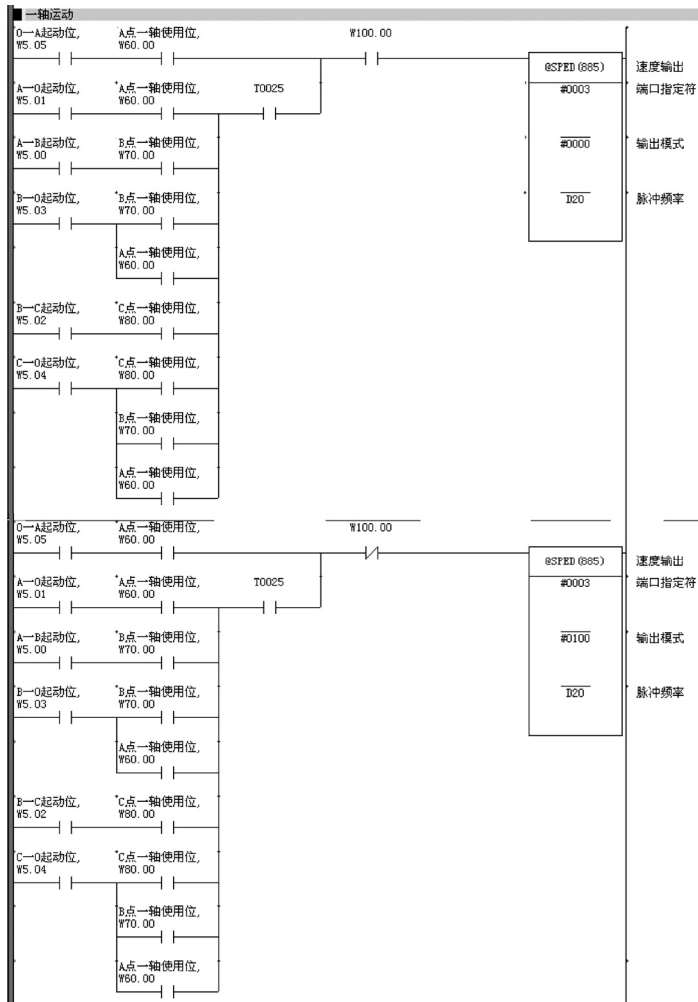 一轴运动
O—A起动位, A点一轴使用位,
W5.05 W60.00 W100.00
@SPED(885) 速度输出
A—O起动位, A点一轴使用位, #0003 端口指定符
W5.01 W60.00 T0025
A—B起动位, B点一轴使用位, #0000 输出模式
W5.00 W70.00
B—O起动位, B点一轴使用位, D20 脉冲频率
W5.03 W70.00
A点一轴使用位,
W60.00
B—C起动位, C点一轴使用位,
W5.02 W80.00
C—O起动位, C点一轴使用位,
W5.04 W80.00
B点一轴使用位,
W70.00
A点一轴使用位,
W60.00
O—A起动位, A点一轴使用位,
W5.05 W60.00 W100.00
@SPED(885) 速度输出
A—O起动位, A点一轴使用位, #0003 端口指定符
W5.01 W60.00 T0025
A—B起动位, B点一轴使用位, #0100 输出模式
W5.00 W70.00
B—O起动位, B点一轴使用位, D20 脉冲频率
W5.03 W70.00
A点一轴使用位,
W60.00
B—C起动位, C点一轴使用位,
W5.02 W80.00
C—O起动位, C点一轴使用位,
W5.04 W80.00
B点一轴使用位,
W70.00
A点一轴使用位,
W60.00